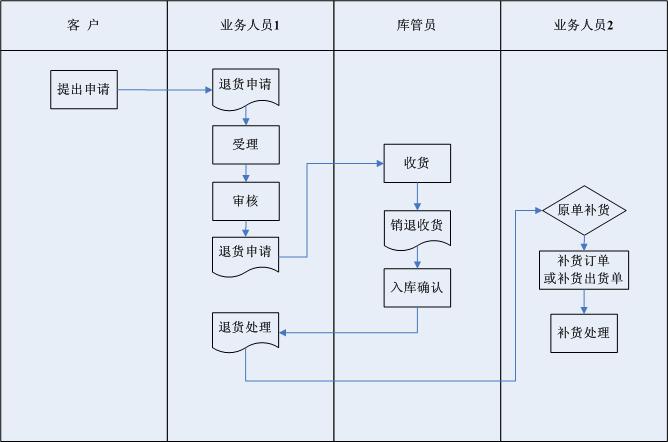 客 户
业务人员1
库管员
业务人员2
提出申请
退货申请
受理
审核
退货申请
收货
销退收货
入库确认
退货处理
原单补货
补货订单
或补货出货单
补货处理